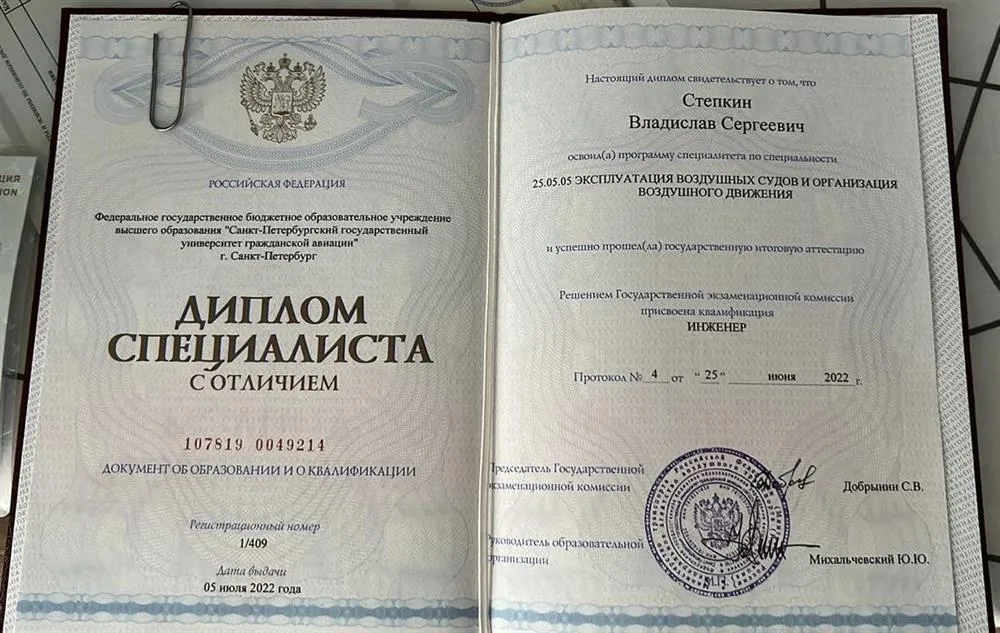 РОССИЙСКАЯ ФЕДЕРАЦИЯ
Федеральное государственное бюджетное образовательное учреждение
высшего образования "Санкт-Петербургский государственный
университет гражданской авиации"
г. Санкт-Петербург
ДИПЛОМ
СПЕЦИАЛИСТА
С ОТЛИЧИЕМ
107819 0049214
ДОКУМЕНТ ОБ ОБРАЗОВАНИИ И О КВАЛИФИКАЦИИ
Регистрационный номер
1/409
Дата выдачи
05 июля 2022 года
Настоящий диплом свидетельствует о том, что
Степкин
Владислав Сергеевич
освоил(а) программу специалитета по специальности
25.05.05 ЭКСПЛУАТАЦИЯ ВОЗДУШНЫХ СУДОВ И ОРГАНИЗАЦИЯ
ВОЗДУШНОГО ДВИЖЕНИЯ
и успешно прошел(ла) государственную итоговую аттестацию
Решением Государственной экзаменационной комиссии
присвоена квалификация
ИНЖЕНЕР
Протокол № 4 от "25" июня 2022 г.
Председатель Государственной
экзаменационной комиссии
Добрынин С.В.
Руководитель образовательной
организации
Михальчевский Ю.Ю.
М.П.